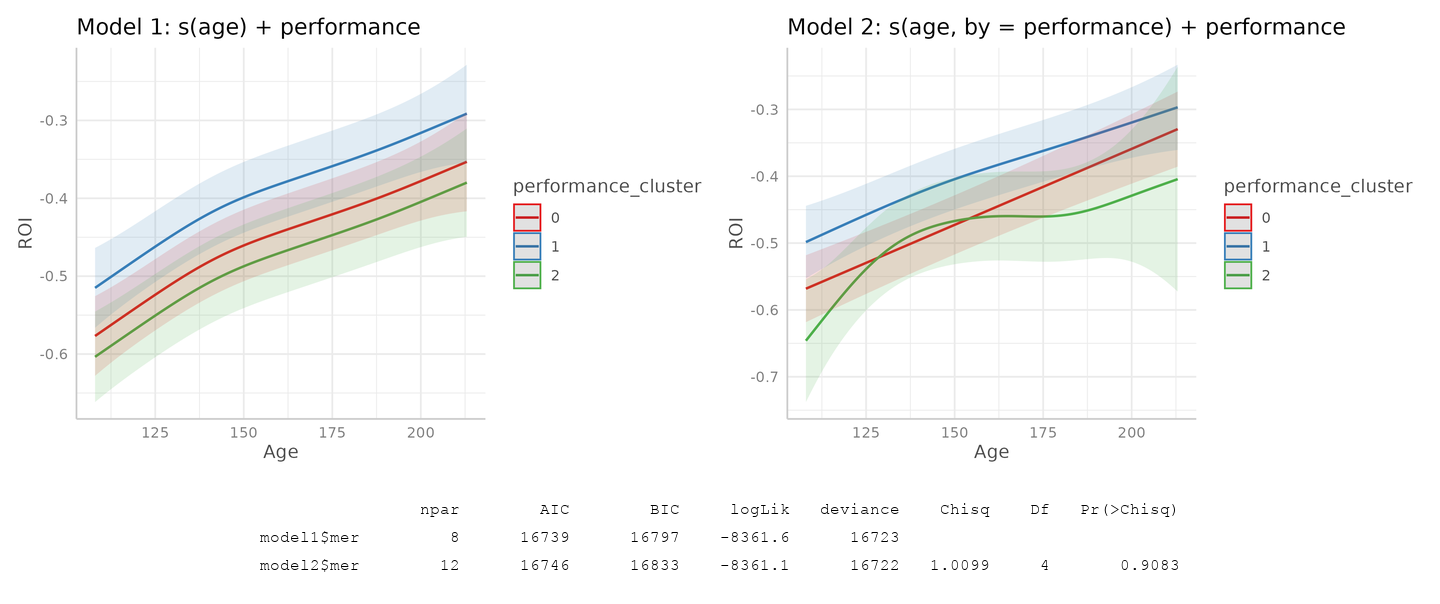 Model 1: s(age) + performance
-0.3
-0.4
-0.5
-0.6
ROI
125 150 175 200
Age
performance_cluster
0
1
2
Model 2: s(age, by = performance) + performance
-0.3
-0.4
-0.5
-0.6
-0.7
ROI
125 150 175 200
Age
performance_cluster
0
1
2
npar AIC BIC logLik deviance Chisq Df Pr(>Chisq)
model1$mer 8 16739 16797 -8361.6 16723
model2$mer 12 16746 16833 -8361.1 16722 1.0099 4 0.9083